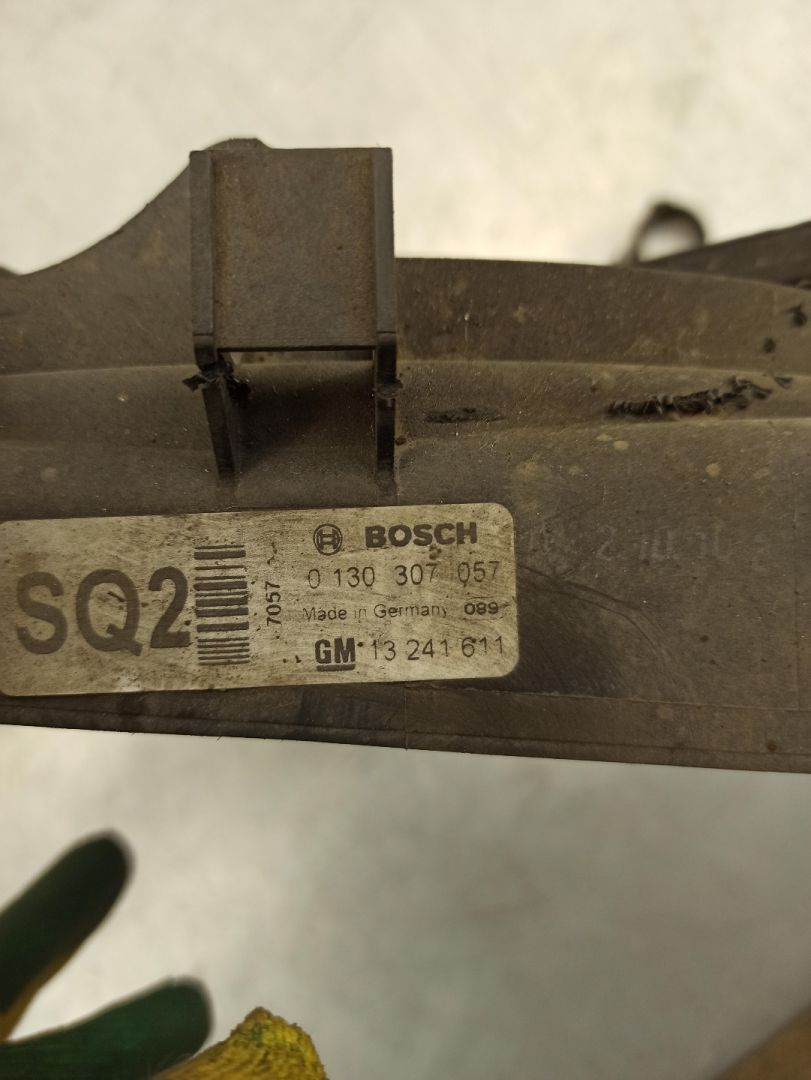 SQ2
7057
BOSCH
0 130 307 057
Made in Germany 089
GM 13 241 611